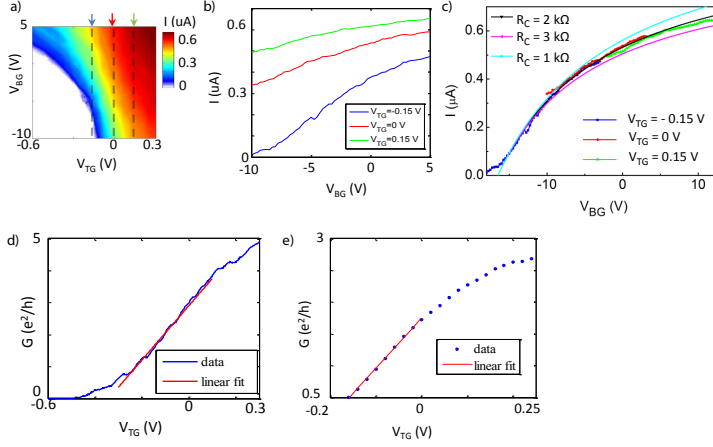 a)
I (uA)
5
V_BG (V)
-10
-0.6
0
0.3
V_TG (V)
0.6
0.3
0
b)
0.6
0.3
0
I (uA)
V_TG=-0.15 V
V_TG=0 V
V_TG=0.15 V
-10
-5
0
5
V_BG (V)
c)
0.6
0.4
0.2
0.0
I (μA)
R_C = 2 kΩ
R_C = 3 kΩ
R_C = 1 kΩ
V_TG = - 0.15 V
V_TG = 0 V
V_TG = 0.15 V
-10
0
10
V_BG (V)
d)
5
G (e²/h)
0
data
linear fit
-0.6
0
0.3
V_TG (V)
e)
3
G (e²/h)
0.5
data
linear fit
-0.2
0
0.25
V_TG (V)